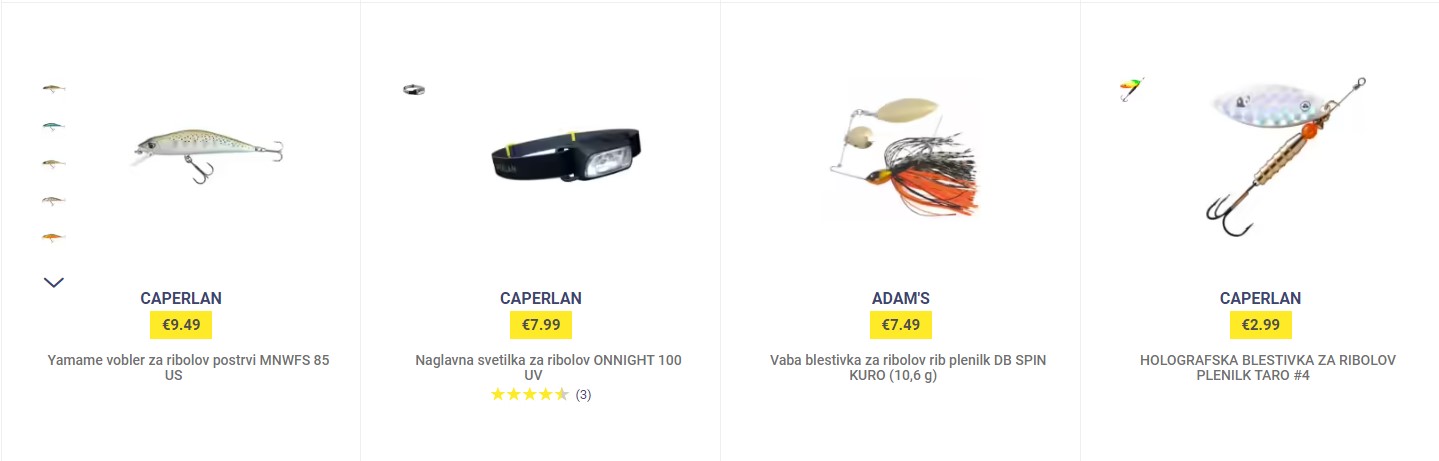 CAPERLAN
€9.49
Yamame vobler za ribolov postrvi MNWFS 85
US
CAPERLAN
€7.99
Naglavna svetilka za ribolov ONNIGHT 100
UV
(3)
ADAM'S
€7.49
Vaba blestivka za ribolov rib plenilk DB SPIN
KURO (10,6 g)
CAPERLAN
€2.99
HOLOGRAFSKA BLESTIVKA ZA RIBOLOV
PLENILK TARO #4